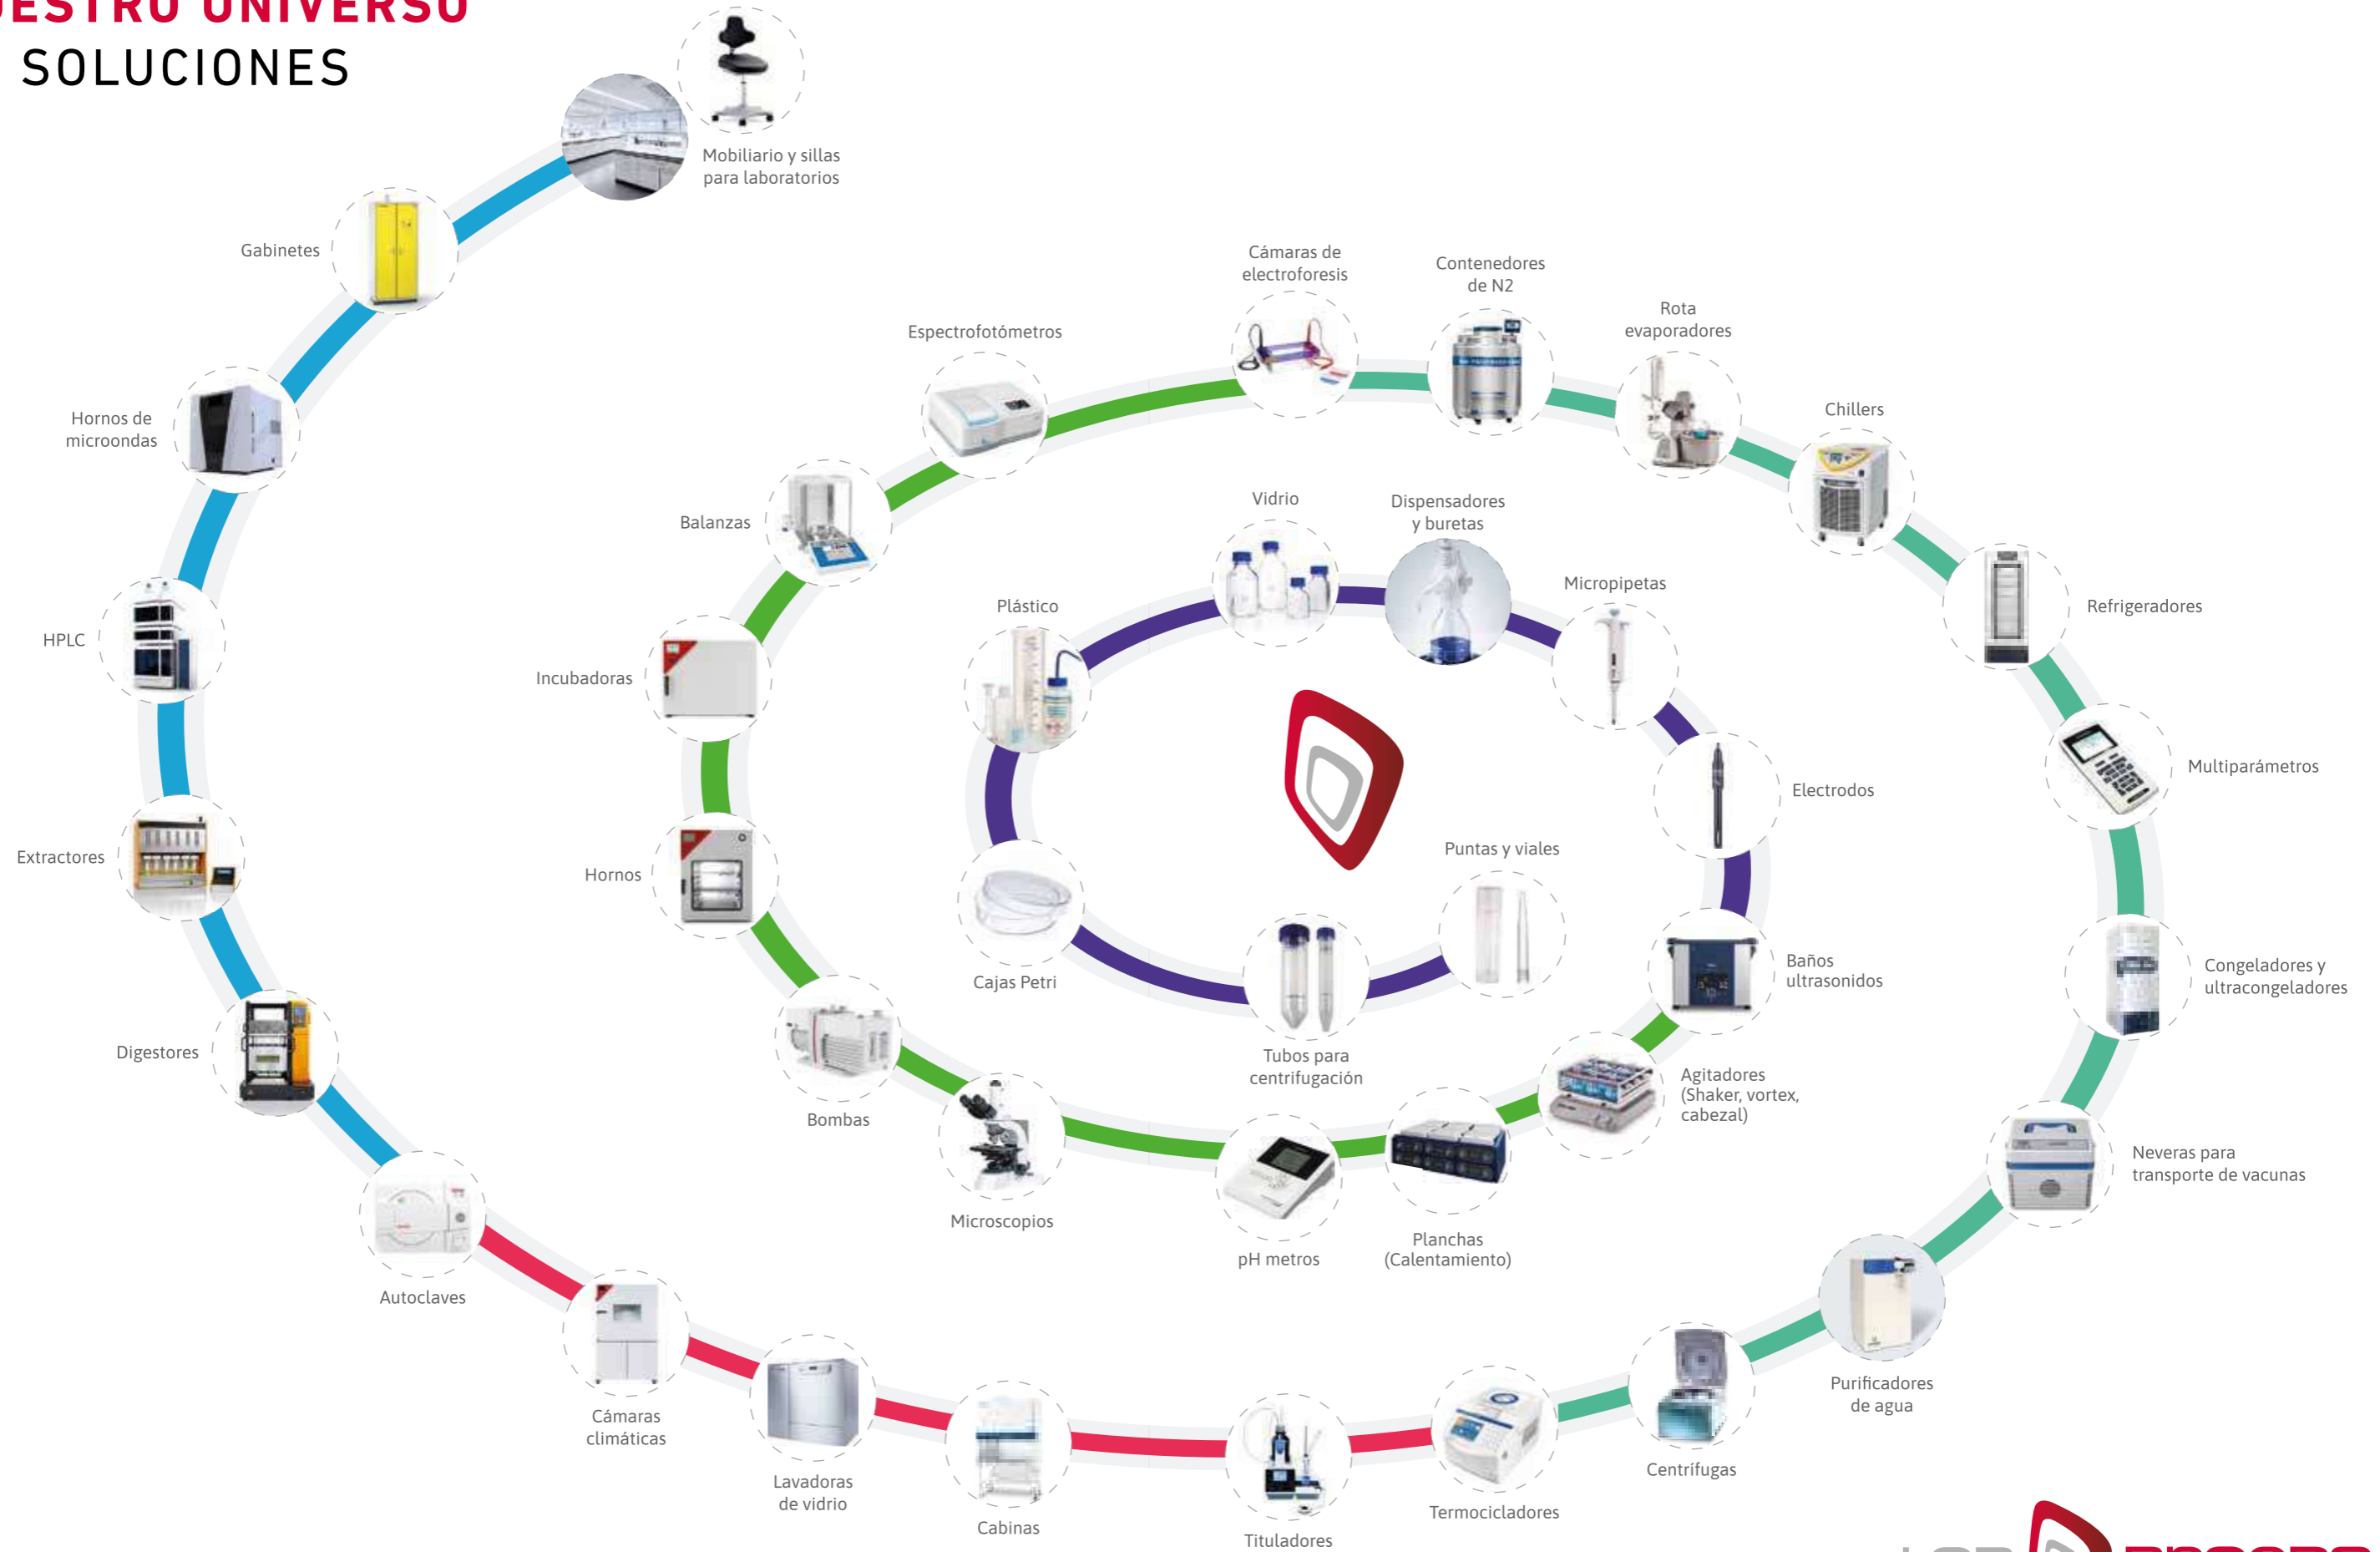 SOLUCIONES
Mobiliario y sillas
para laboratorios
Gabinetes
Hornos de
microondas
HPLC
Extractores
Digestores
Autoclaves
Cámaras
climáticas
Lavadoras
de vidrio
Cabinas
Tituladores
Termocicladores
Centrífugas
Purificadores
de agua
Neveras para
transporte de vacunas
Congeladores y
ultracongeladores
Multiparámetros
Refrigeradores
Chillers
Rota
evaporadores
Contenedores
de N2
Cámaras de
electroforesis
Espectrofotómetros
Balanzas
Incubadoras
Hornos
Bombas
Microscopios
pH metros
Planchas
(Calentamiento)
Agitadores
(Shaker, vortex,
cabezal)
Baños
ultrasonidos
Electrodos
Micropipetas
Dispensadores
y buretas
Vidrio
Plástico
Cajas Petri
Tubos para
centrifugación
Puntas y viales